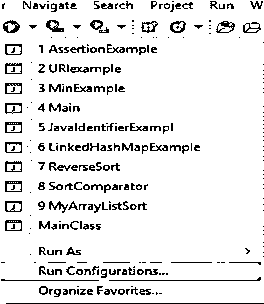 r Navigate Search Project Run W
1 AssertionExample
2 URIexample
3 MinExample
4 Main
5 JavaIdentifierExampl
6 LinkedHashMapExample
7 ReverseSort
8 SortComparator
9 MyArrayListSort
MainClass
Run As
Run Configurations...
Organize Favorites...